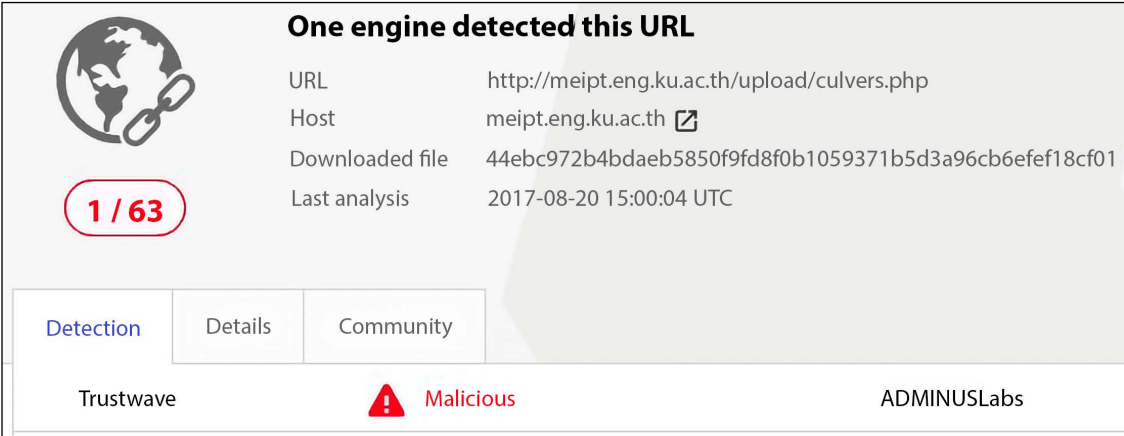 One engine detected this URL
URL http://meipt.eng.ku.ac.th/upload/culvers.php
Host meipt.eng.ku.ac.th
Downloaded file 44ebc972b4bdaeb5850f9fd8f0b1059371b5d3a96cb6efef18cf01
Last analysis 2017-08-20 15:00:04 UTC
1 / 63
Detection Details Community
Trustwave Malicious ADMINUSLabs